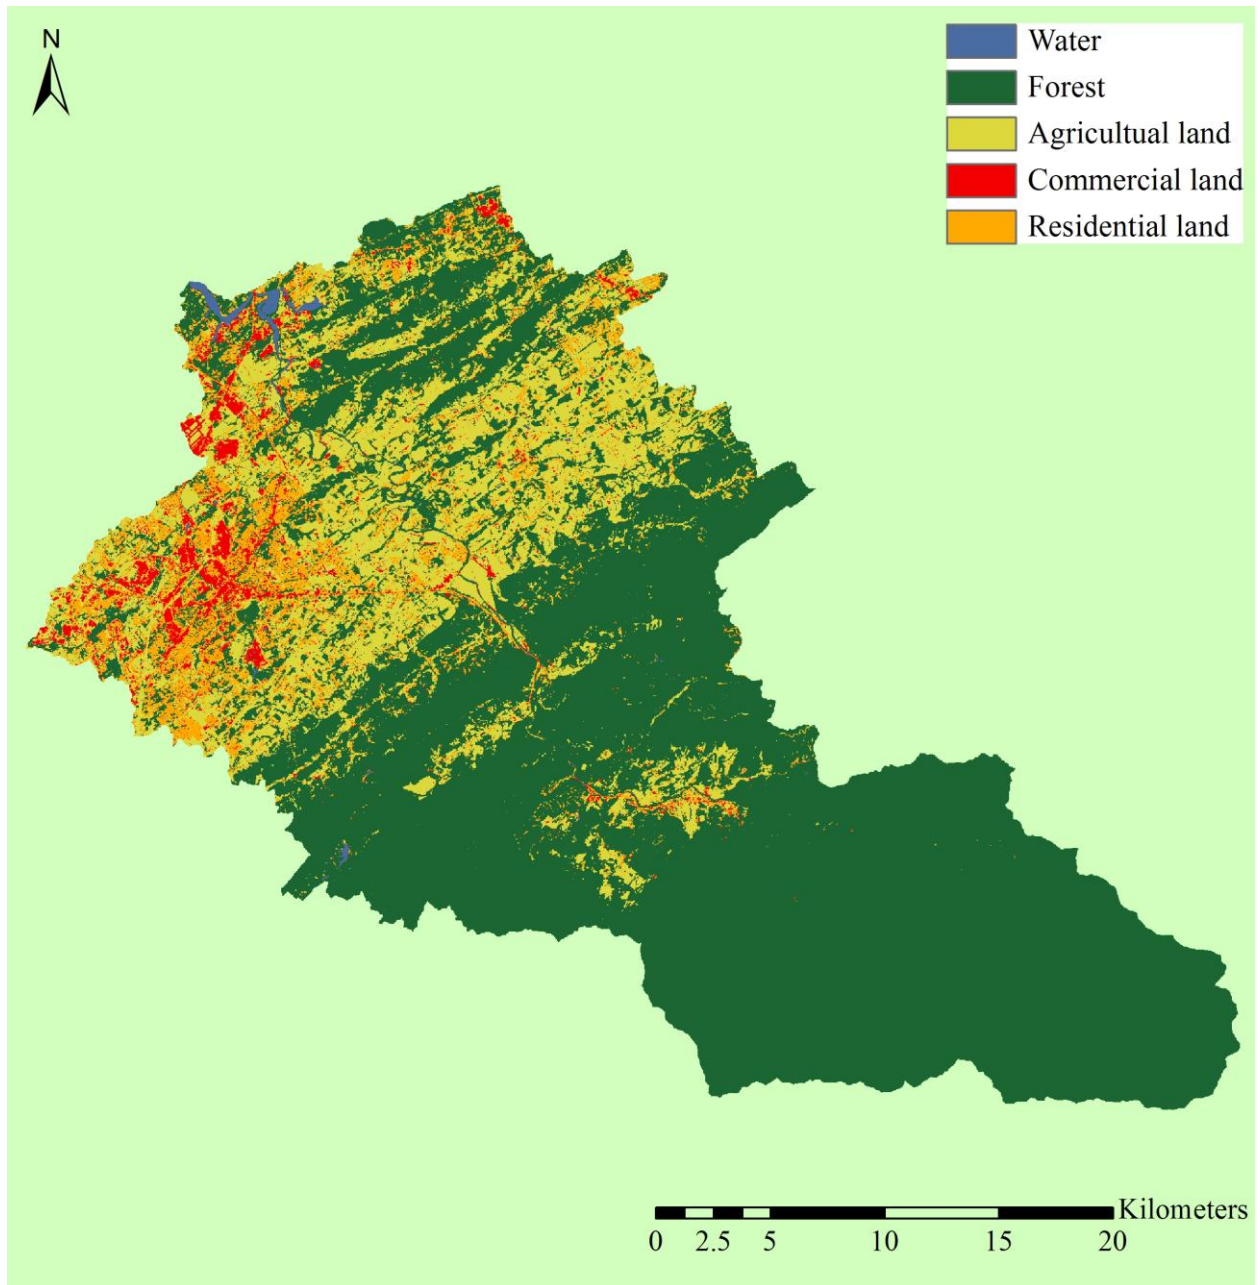 N
Water
Forest
Agricultual land
Commercial land
Residential land
Kilometers
0 2.5 5 10 15 20